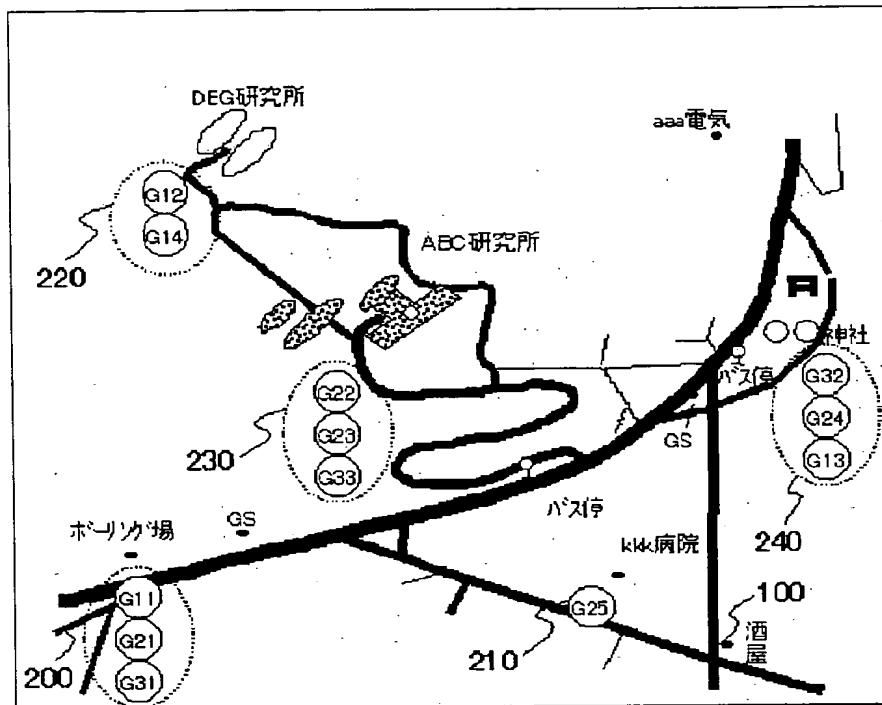 DEG研究所
aaa電気
G12
G14
220
ABC研究所
神社
バス停
G32
G22
G24
GS
G23
G13
230
G33
バス停
GS
ボーリング場
kkk病院
240
G11
G25
100
G21
210
酒屋
200
G31